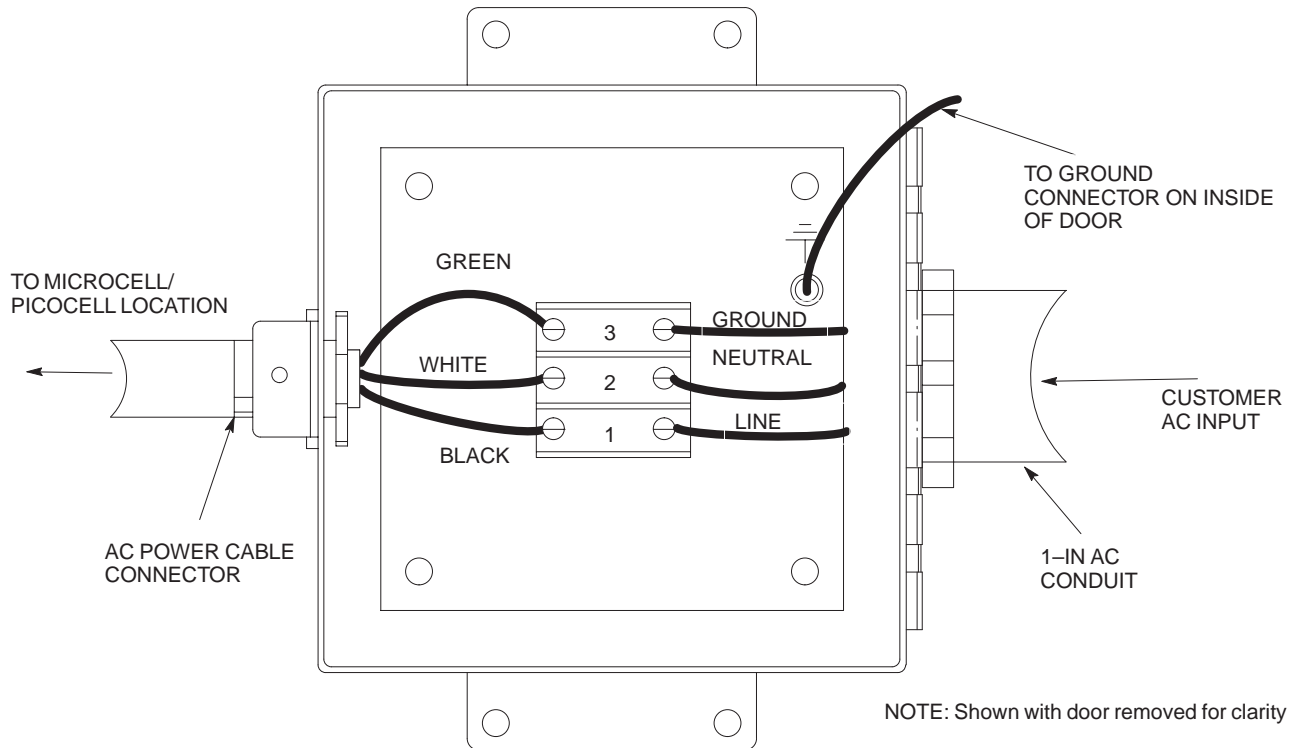 TO GROUND
CONNECTOR ON INSIDE
OF DOOR
GREEN
TO MICROCELL/
PICOCELL LOCATION
3
GROUND
NEUTRAL
WHITE
2
CUSTOMER
AC INPUT
LINE
1
BLACK
AC POWER CABLE
CONNECTOR
1–IN AC
CONDUIT
NOTE: Shown with door removed for clarity